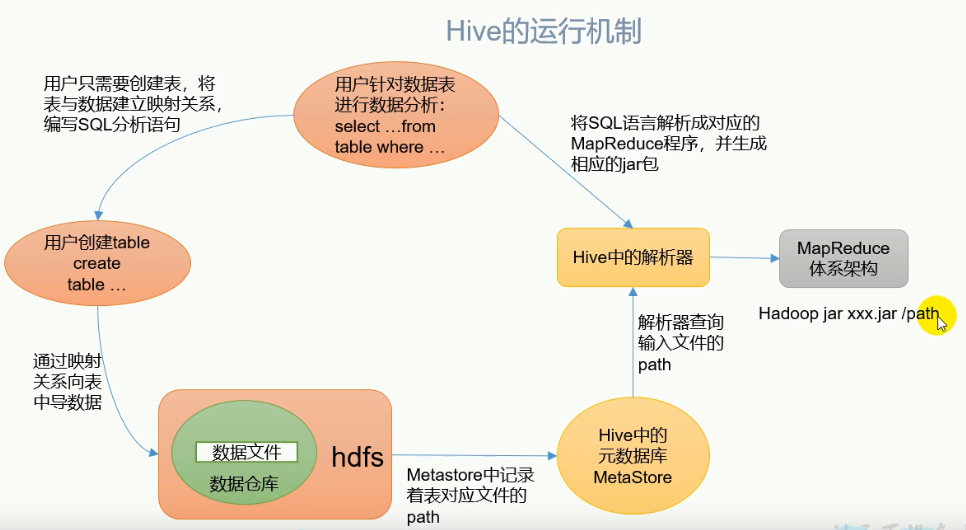 Hive的运行机制
用户只需要创建表，将
表与数据建立映射关系，
编写SQL分析语句
用户针对数据表
进行数据分析：
select ...from
table where ...
将SQL语言解析成对应的
MapReduce程序，并生成
相应的jar包
用户创建table
create
table ...
Hive中的解析器
MapReduce
体系架构
Hadoop jar xxx.jar /path
解析器查询
输入文件的
path
通过映射
关系向表
中导数据
数据文件
数据仓库
hdfs
Metastore中记录
着表对应文件的
path
Hive中的
元数据库
MetaStore